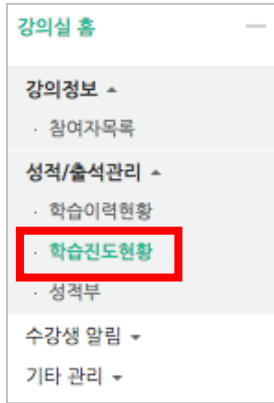 강의실 홈
강의정보
· 참여자목록
성적/출석관리
· 학습이력현황
· 학습진도현황
· 성적부
수강생 알림
기타 관리